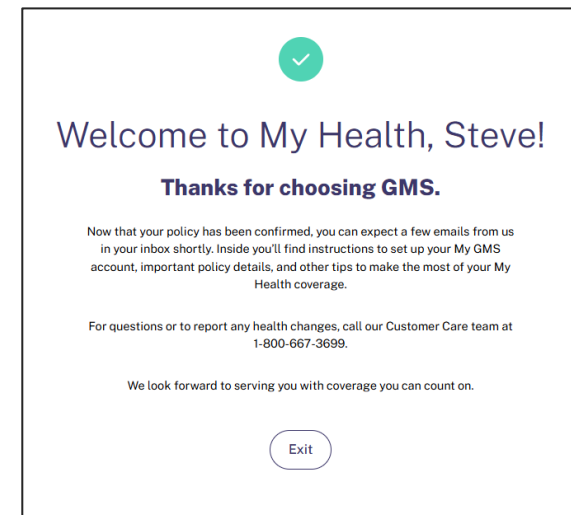 Welcome to My Health, Steve!
Thanks for choosing GMS.
Now that your policy has been confirmed, you can expect a few emails from us
in your inbox shortly. Inside you'll find instructions to set up your My GMS
account, important policy details, and other tips to make the most of your My
Health coverage.
For questions or to report any health changes, call our Customer Care team at
1-800-667-3699.
We look forward to serving you with coverage you can count on.
Exit